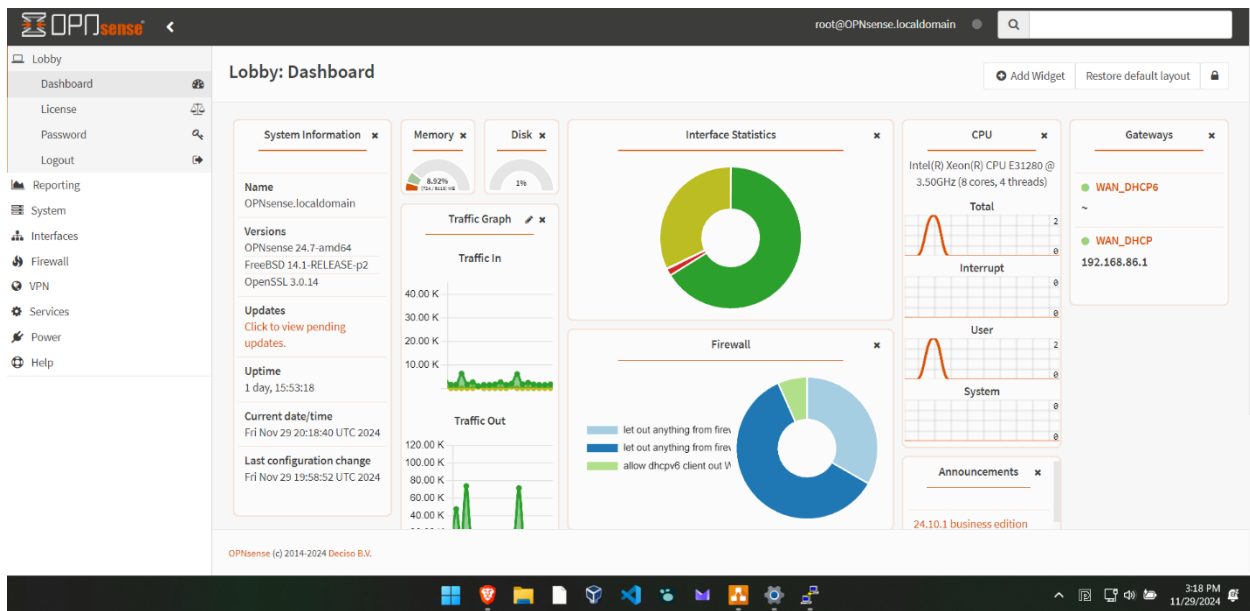 OPNsense
root@OPNsense.localdomain
Lobby
Dashboard
License
Password
Logout
Reporting
System
Interfaces
Firewall
VPN
Services
Power
Help
Lobby: Dashboard
Add Widget
Restore default layout
System Information
Name
OPNsense.localdomain
Versions
OPNsense 24.7-amd64
FreeBSD 14.1-RELEASE-p2
OpenSSL 3.0.14
Updates
Click to view pending
updates.
Uptime
1 day, 15:53:18
Current date/time
Fri Nov 29 20:18:40 UTC 2024
Last configuration change
Fri Nov 29 19:58:52 UTC 2024
Memory
8.92%
Disk
1%
Traffic Graph
Traffic In
40.00 K
30.00 K
20.00 K
10.00 K
Traffic Out
120.00 K
100.00 K
80.00 K
60.00 K
40.00 K
Interface Statistics
Firewall
let out anything from firew
let out anything from firew
allow dhcpv6 client out W
CPU
Intel(R) Xeon(R) CPU E31280 @
3.50GHz (8 cores, 4 threads)
Total
2
0
Interrupt
0
0
User
2
0
System
0
0
Announcements
24.10.1 business edition
Gateways
WAN_DHCP6
~
WAN_DHCP
192.168.86.1
OPNsense (c) 2014-2024 Deciso B.V.
3:18 PM
11/29/2024